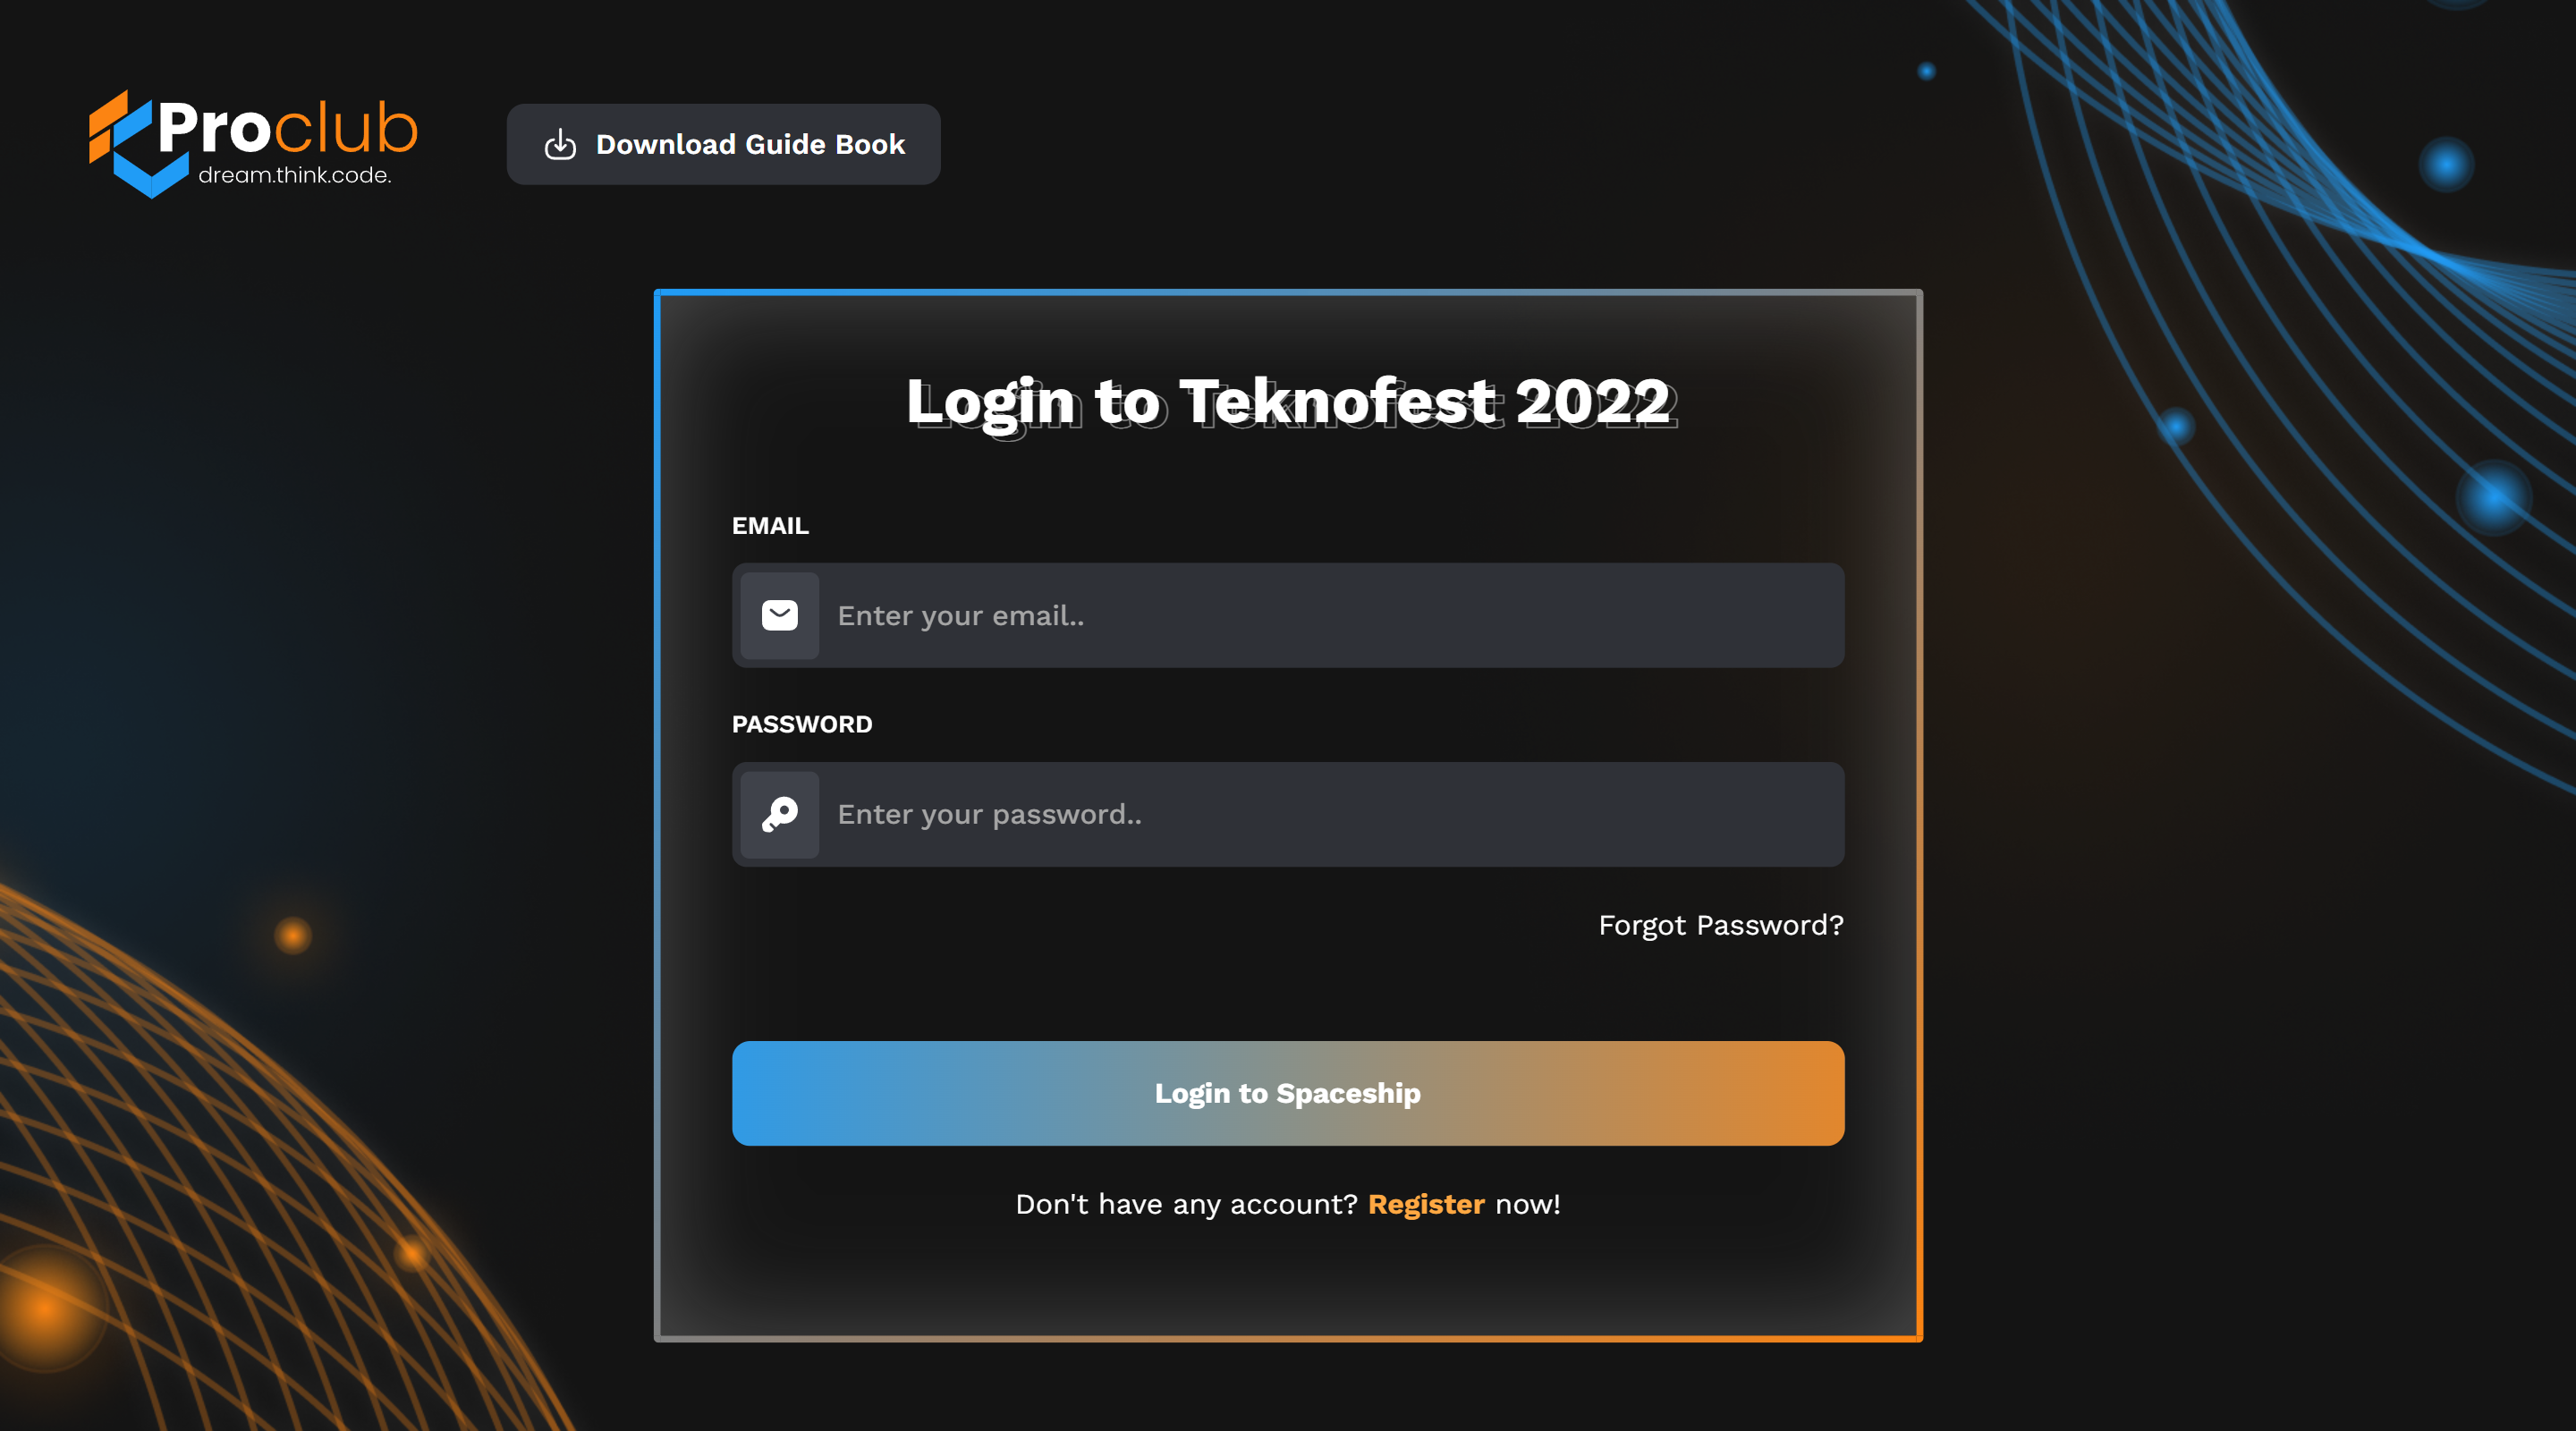 Proclub
dream.think.code.
Download Guide Book
Login to Teknofest 2022
EMAIL
Enter your email..
PASSWORD
Enter your password..
Forgot Password?
Login to Spaceship
Don't have any account? Register now!